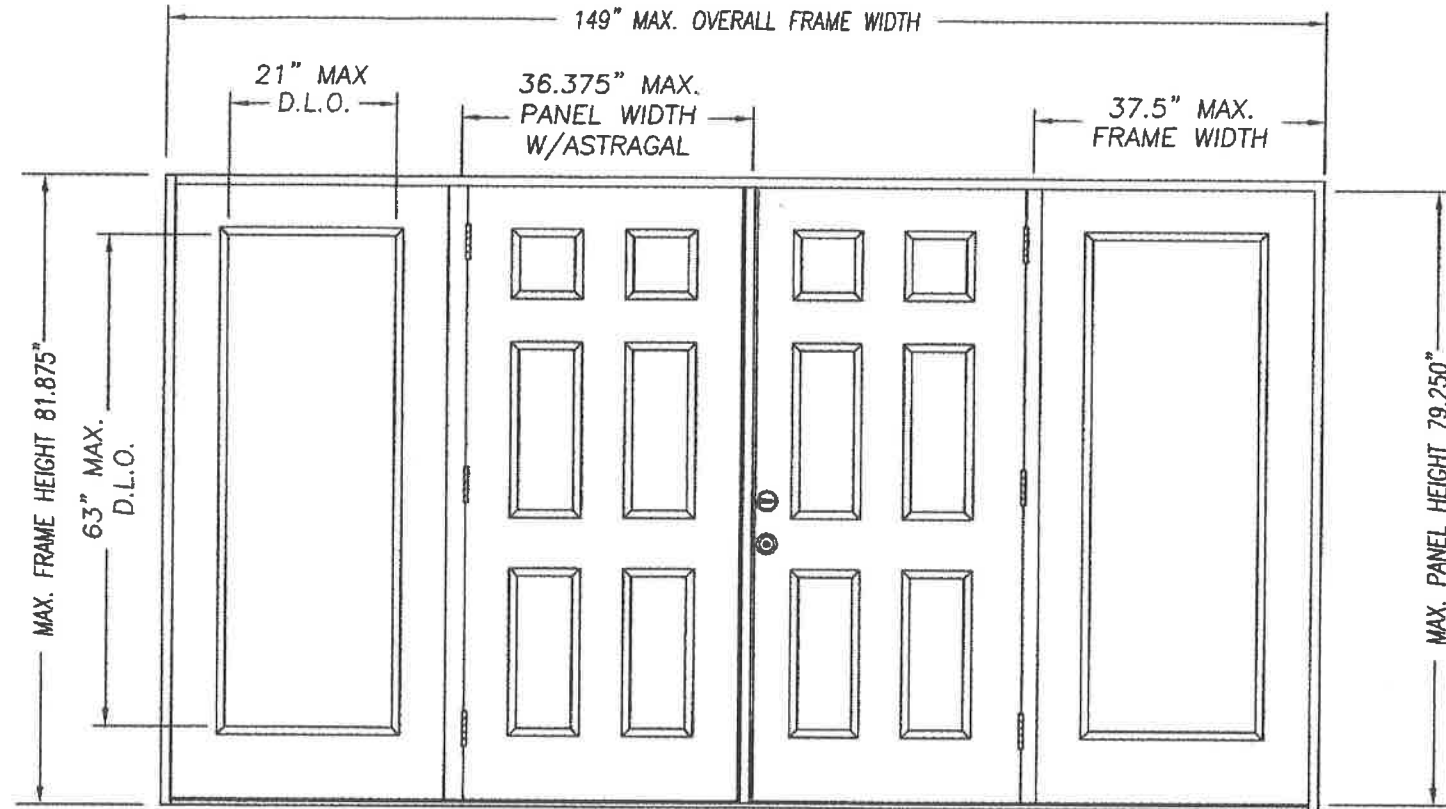 149" MAX. OVERALL FRAME WIDTH
21" MAX
D.L.O.
36.375" MAX.
PANEL WIDTH
W/ASTRAGAL
37.5" MAX.
FRAME WIDTH
MAX. FRAME HEIGHT 81.875"
63" MAX.
D.L.O.
MAX. PANEL HEIGHT 79.250"